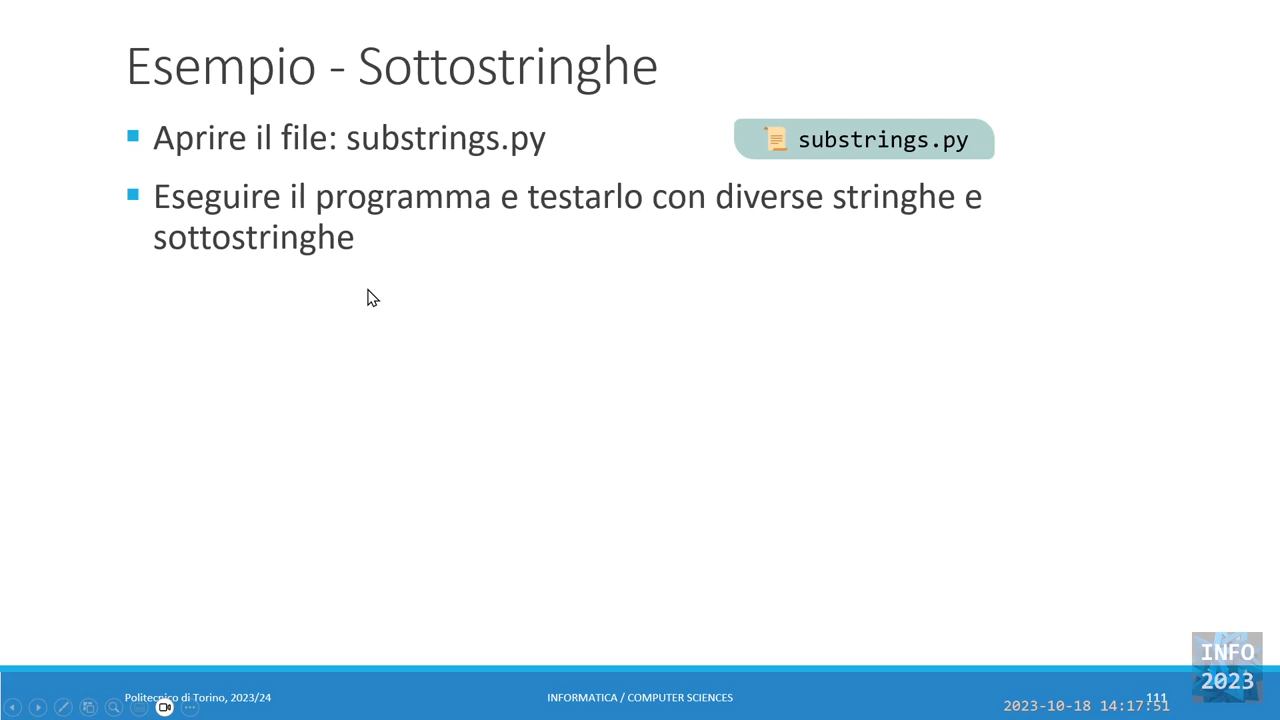 Esempio - Sottostringhe
Aprire il file: substrings.py
substrings.py
Eseguire il programma e testarlo con diverse stringhe e
sottostringhe
INFO
2023
Politecnico di Torino, 2023/24
INFORMATICA / COMPUTER SCIENCES
111
2023-10-18 14:17:51